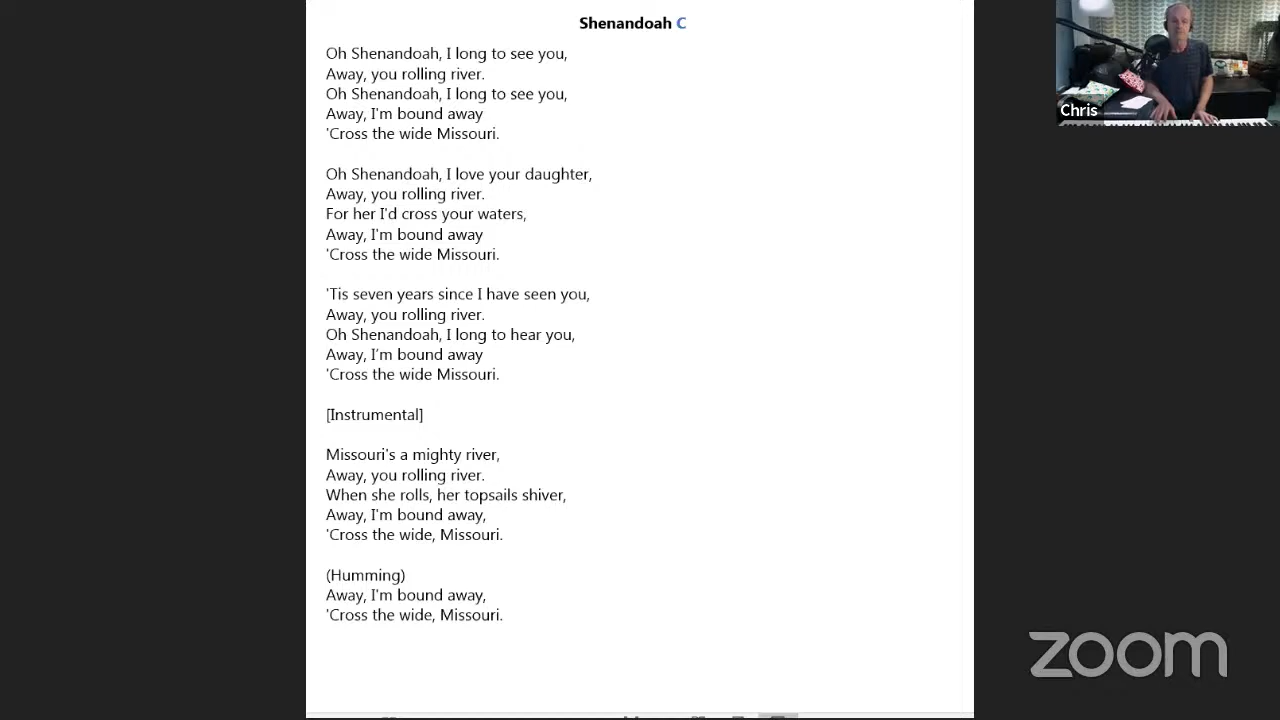 Shenandoah C
Oh Shenandoah, I long to see you,
Away, you rolling river.
Oh Shenandoah, I long to see you,
Away, I'm bound away
'Cross the wide Missouri.
Oh Shenandoah, I love your daughter,
Away, you rolling river.
For her I'd cross your waters,
Away, I'm bound away
'Cross the wide Missouri.
'Tis seven years since I have seen you,
Away, you rolling river.
Oh Shenandoah, I long to hear you,
Away, I’m bound away
'Cross the wide Missouri.
[Instrumental]
Missouri's a mighty river,
Away, you rolling river.
When she rolls, her topsails shiver,
Away, I'm bound away,
'Cross the wide, Missouri.
(Humming)
Away, I'm bound away,
'Cross the wide, Missouri.
Chris
zoom